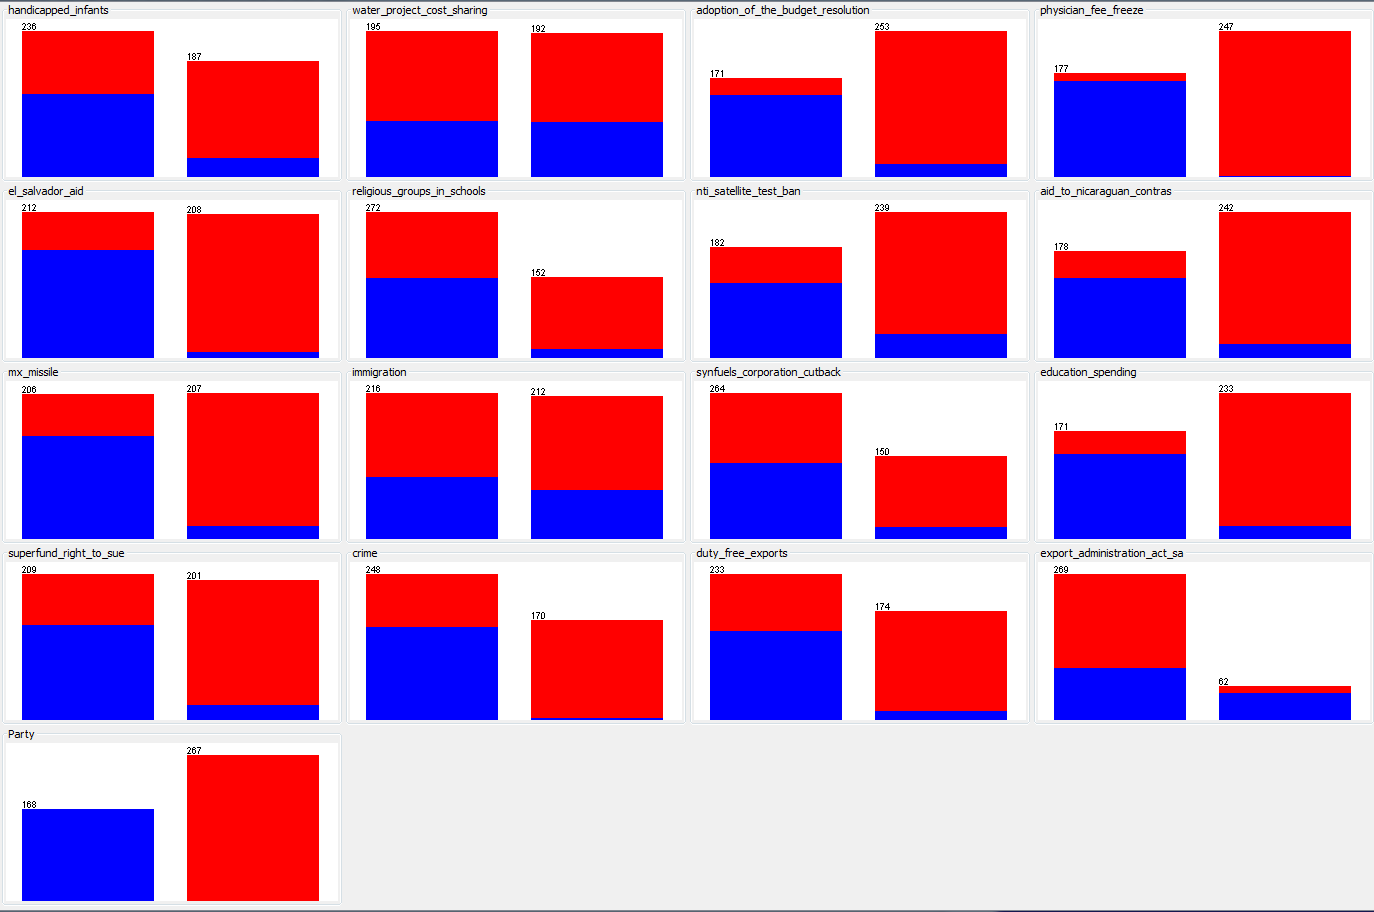 handicapped_infants
236
187
water_project_cost_sharing
195
192
adoption_of_the_budget_resolution
171
253
physician_fee_freeze
177
247
el_salvador_aid
212
208
religious_groups_in_schools
272
152
nti_satellite_test_ban
182
239
aid_to_nicaraguan_contras
178
242
mx_missile
206
207
immigration
216
212
synfuels_corporation_cutback
264
150
education_spending
171
233
superfund_right_to_sue
209
201
crime
248
170
duty_free_exports
233
174
export_administration_act_sa
269
62
Party
168
267